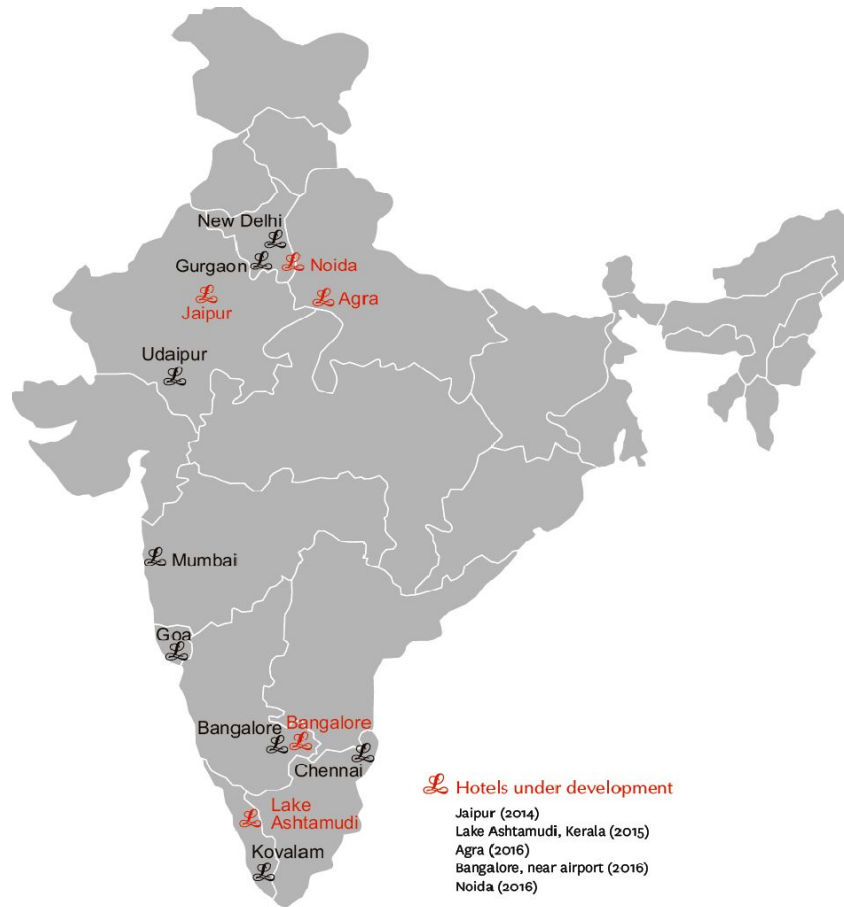 New Delhi
Gurgaon
Noida
Jaipur
Agra
Udaipur
Mumbai
Goa
Bangalore
Bangalore
Chennai
Lake
Ashtamudi
Kovalam
Hotels under development
Jaipur (2014)
Lake Ashtamudi, Kerala (2015)
Agra (2016)
Bangalore, near airport (2016)
Noida (2016)